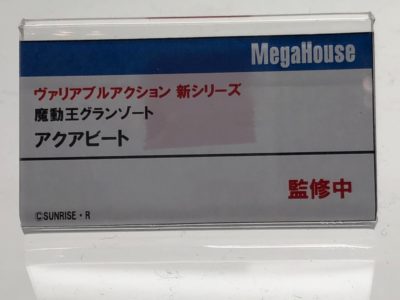 MegaHouse
ヴァリアブルアクション 新シリーズ
魔動王グランゾート
アクアビート
監修中
©SUNRISE・R